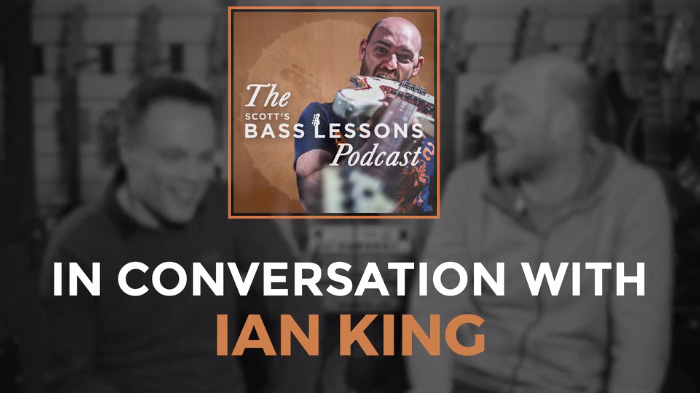 The
SCOTT'S
BASS LESSONS
Podcast
IN CONVERSATION WITH
IAN KING